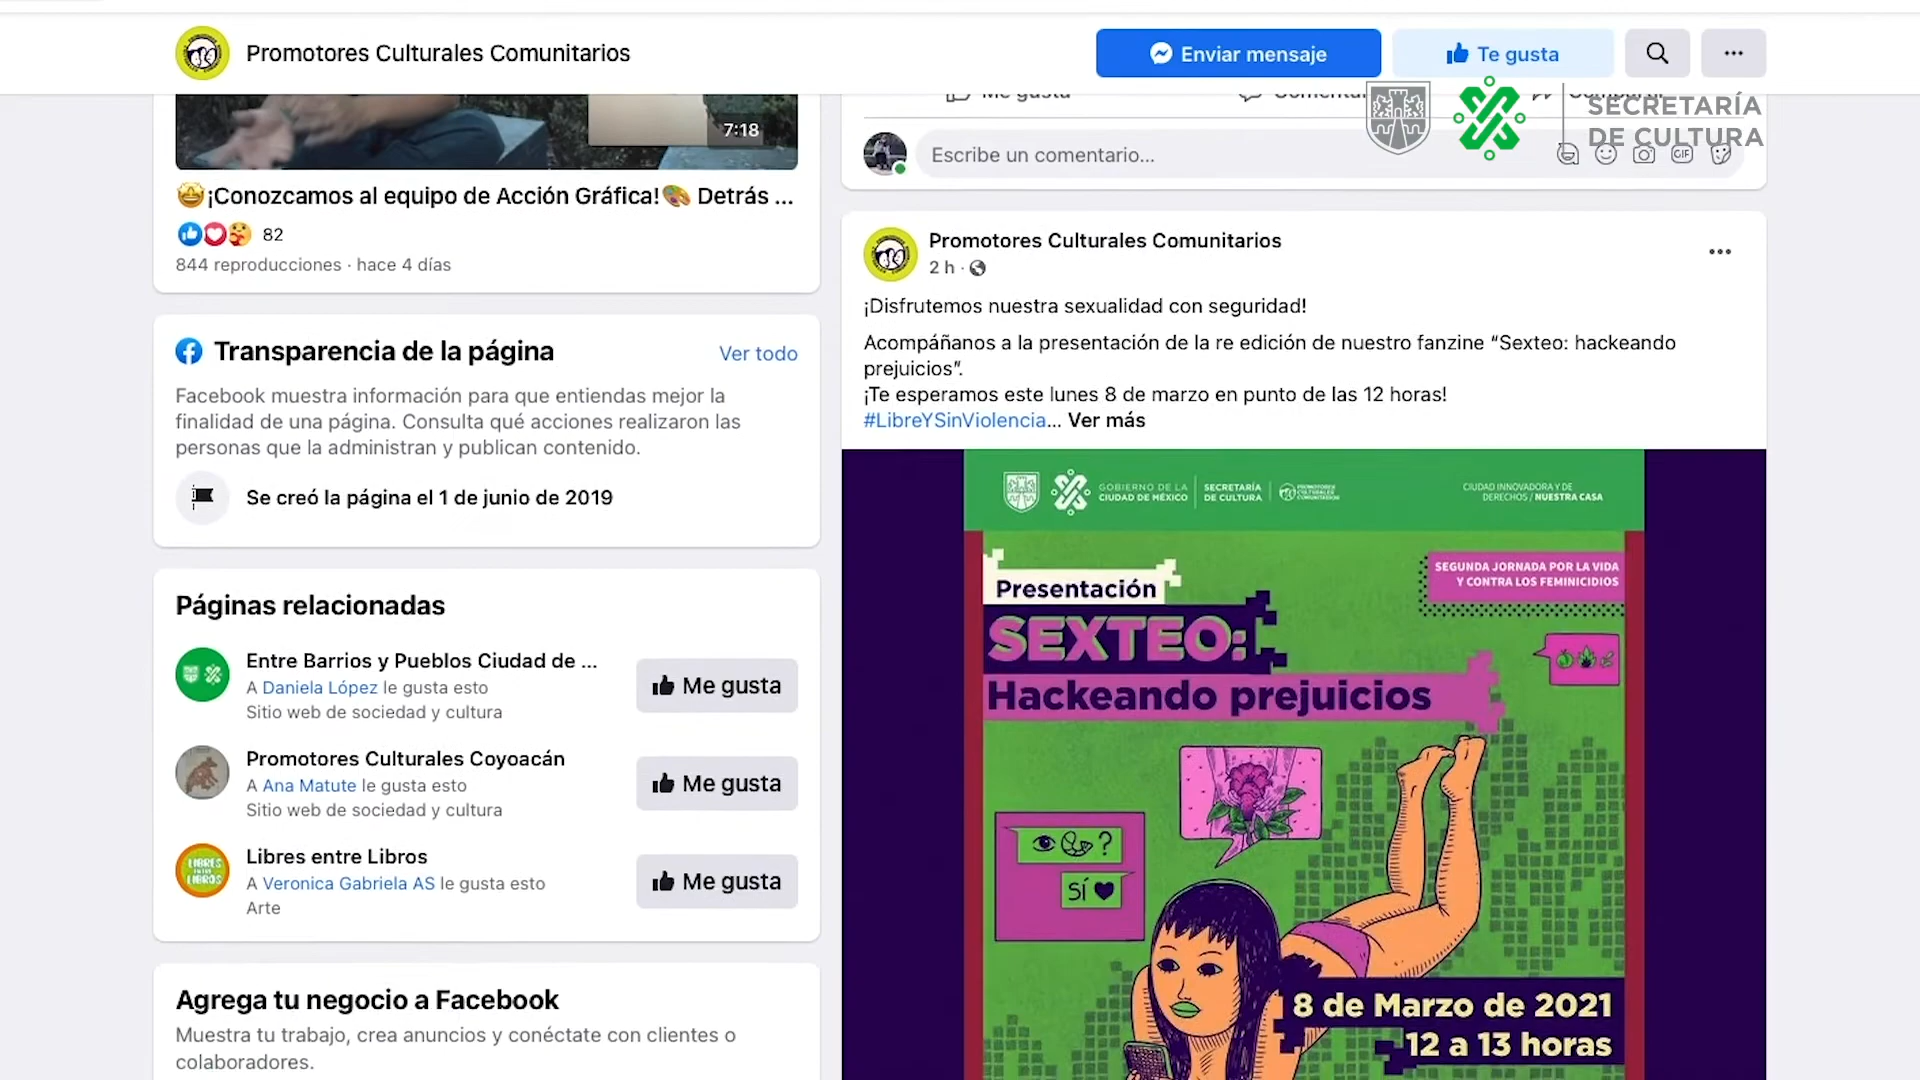 Promotores Culturales Comunitarios
Enviar mensaje
Te gusta
SECRETARÍA
DE CULTURA
7:18
¡Conozcamos al equipo de Acción Gráfica! Detrás ...
82
844 reproducciones · hace 4 días
Transparencia de la página
Ver todo
Facebook muestra información para que entiendas mejor la
finalidad de una página. Consulta qué acciones realizaron las
personas que la administran y publican contenido.
Se creó la página el 1 de junio de 2019
Páginas relacionadas
Entre Barrios y Pueblos Ciudad de ...
A Daniela López le gusta esto
Sitio web de sociedad y cultura
Me gusta
Promotores Culturales Coyoacán
A Ana Matute le gusta esto
Sitio web de sociedad y cultura
Me gusta
LIBRES
ENTRE
LIBROS
Libres entre Libros
A Veronica Gabriela AS le gusta esto
Arte
Me gusta
Agrega tu negocio a Facebook
Muestra tu trabajo, crea anuncios y conéctate con clientes o
colaboradores.
Me gusta
Escribe un comentario...
GIF
Promotores Culturales Comunitarios
2 h ·
¡Disfrutemos nuestra sexualidad con seguridad!
Acompáñanos a la presentación de la re edición de nuestro fanzine “Sexteo: hackeando
prejuicios”.
¡Te esperamos este lunes 8 de marzo en punto de las 12 horas!
#LibreYSinViolencia... Ver más
GOBIERNO DE LA
CIUDAD DE MÉXICO
SECRETARÍA
DE CULTURA
PROMOTORES
CULTURALES
COMUNITARIOS
CIUDAD INNOVADORA Y DE
DERECHOS / NUESTRA CASA
Presentación
SEGUNDA JORNADA POR LA VIDA
Y CONTRA LOS FEMINICIDIOS
SEXTEO:
Hackeando prejuicios
?
SÍ
8 de Marzo de 2021
12 a 13 horas